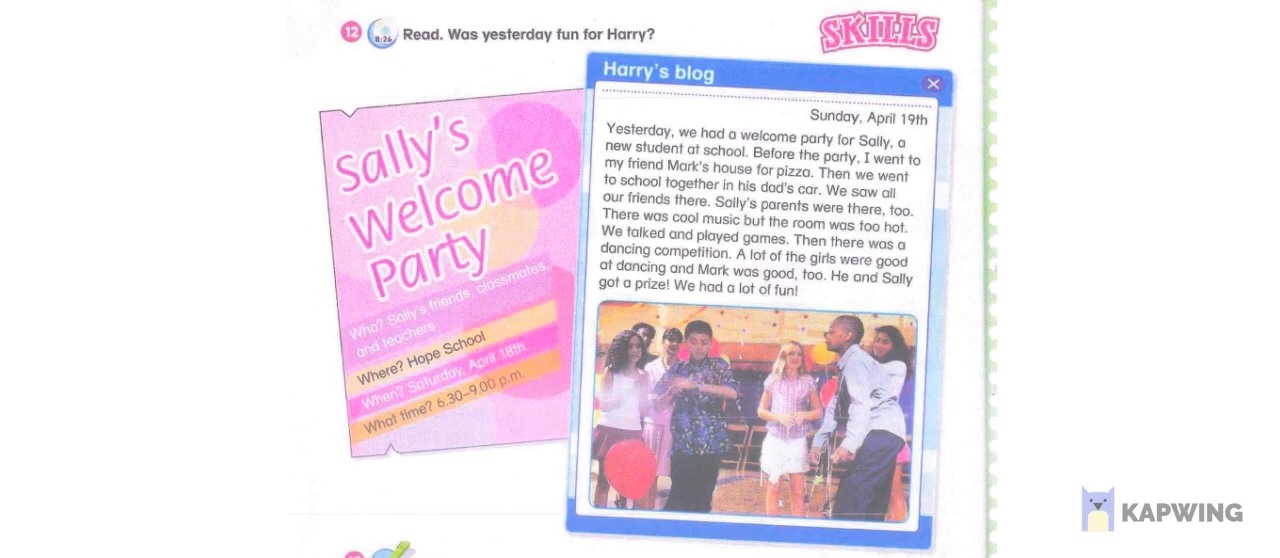 12 8:26 Read. Was yesterday fun for Harry?
SKILLS
Sally's
Welcome
Party
Who? Sally's friends, classmates,
and teachers
Where? Hope School
When? Saturday, April 18th
What time? 6.30–9.00 p.m.
Harry's blog
Sunday, April 19th
Yesterday, we had a welcome party for Sally, a
new student at school. Before the party, I went to
my friend Mark's house for pizza. Then we went
to school together in his dad's car. We saw all
our friends there. Sally's parents were there, too.
There was cool music but the room was too hot.
We talked and played games. Then there was a
dancing competition. A lot of the girls were good
at dancing and Mark was good, too. He and Sally
got a prize! We had a lot of fun!
KAPWING